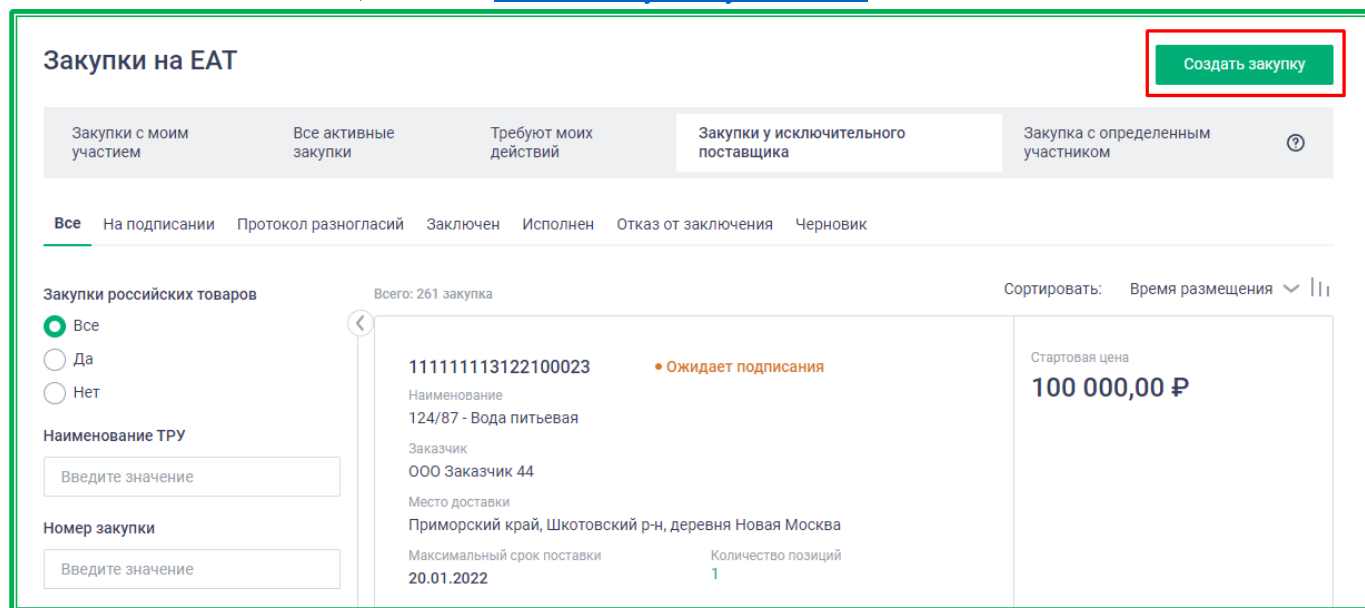 Закупки на ЕАТ
Создать закупку
Закупки с моим участием
Все активные закупки
Требуют моих действий
Закупки у исключительного поставщика
Закупка с определенным участником
Все На подписании Протокол разногласий Заключен Исполнен Отказ от заключения Черновик
Закупки российских товаров
Все
Да
Нет
Наименование ТРУ
Введите значение
Номер закупки
Введите значение
Всего: 261 закупка
Сортировать: Время размещения
111111113122100023
Ожидает подписания
Наименование
124/87 - Вода питьевая
Заказчик
ООО Заказчик 44
Место доставки
Приморский край, Шкотовский р-н, деревня Новая Москва
Максимальный срок поставки
20.01.2022
Количество позиций
1
Стартовая цена
100 000,00 ₽